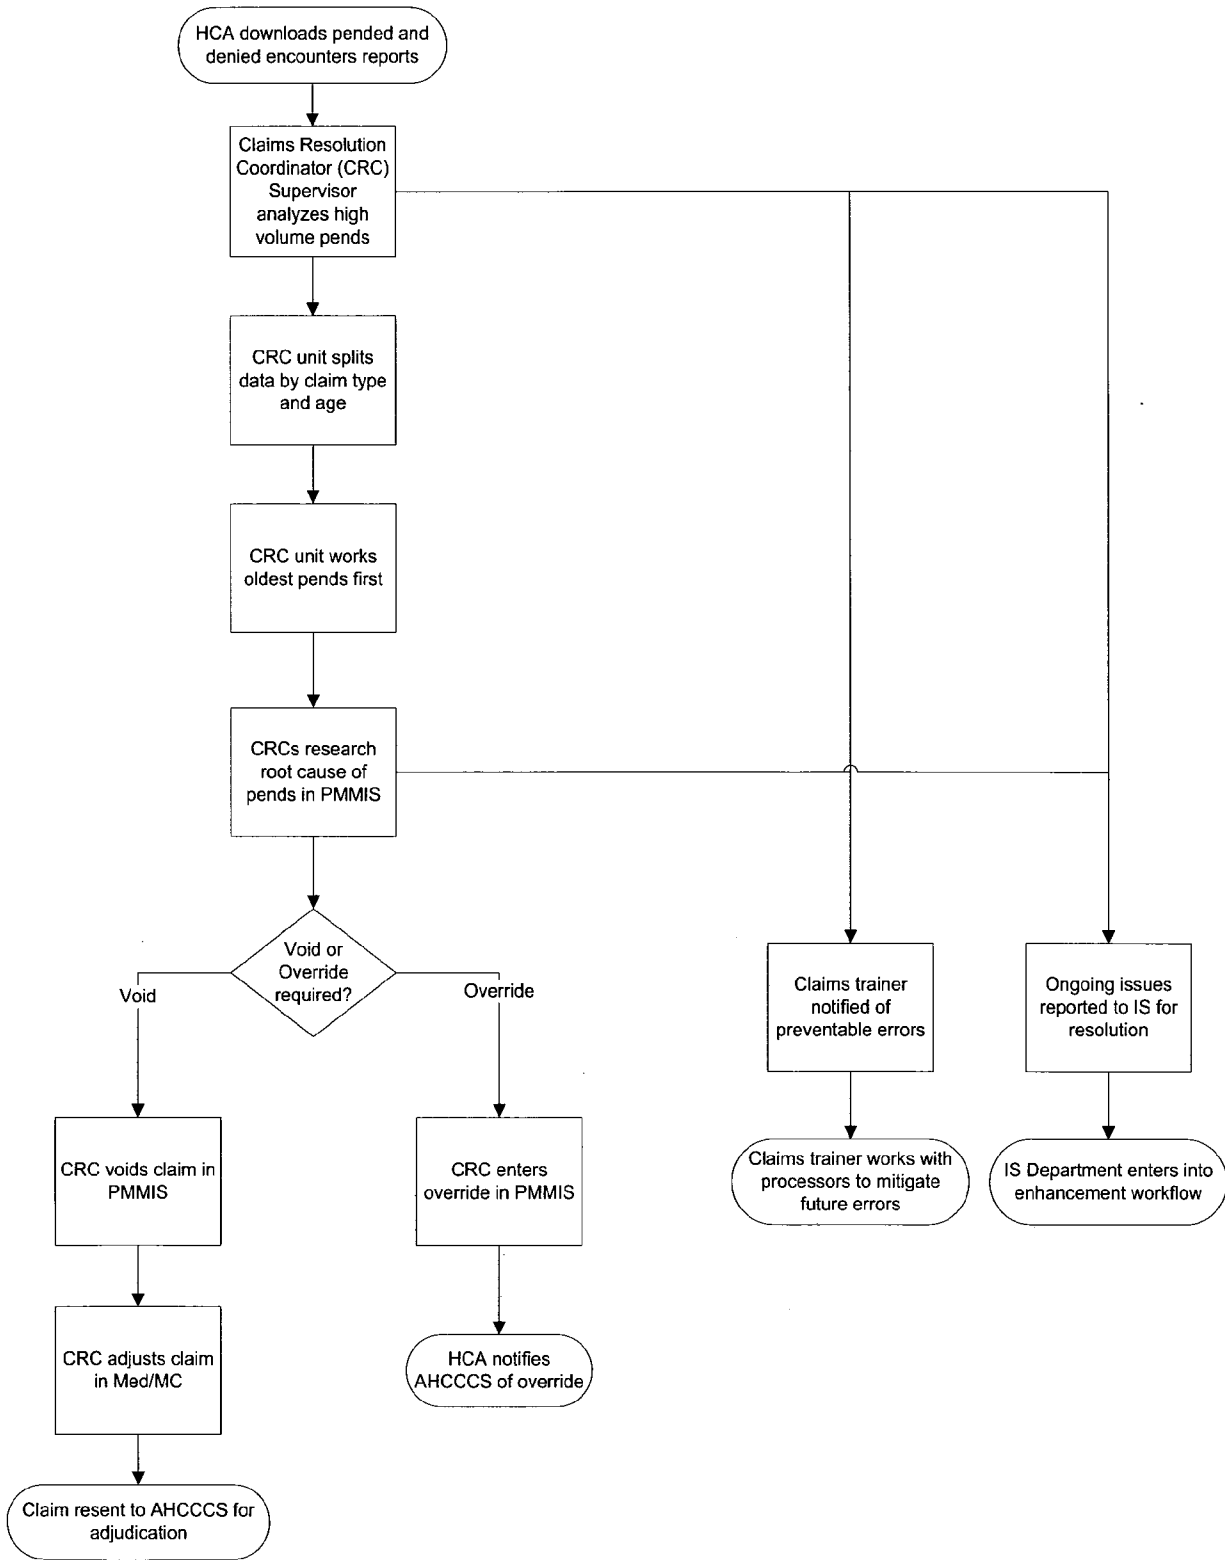 HCA downloads pended and
denied encounters reports
Claims Resolution
Coordinator (CRC)
Supervisor
analyzes high
volume pends
CRC unit splits
data by claim type
and age
CRC unit works
oldest pends first
CRCs research
root cause of
pends in PMMIS
Void or
Override
required?
Void
Override
Claims trainer
notified of
preventable errors
Ongoing issues
reported to IS for
resolution
CRC voids claim in
PMMIS
CRC enters
override in PMMIS
Claims trainer works with
processors to mitigate
future errors
IS Department enters into
enhancement workflow
CRC adjusts claim
in Med/MC
HCA notifies
AHCCCS of override
Claim resent to AHCCCS for
adjudication